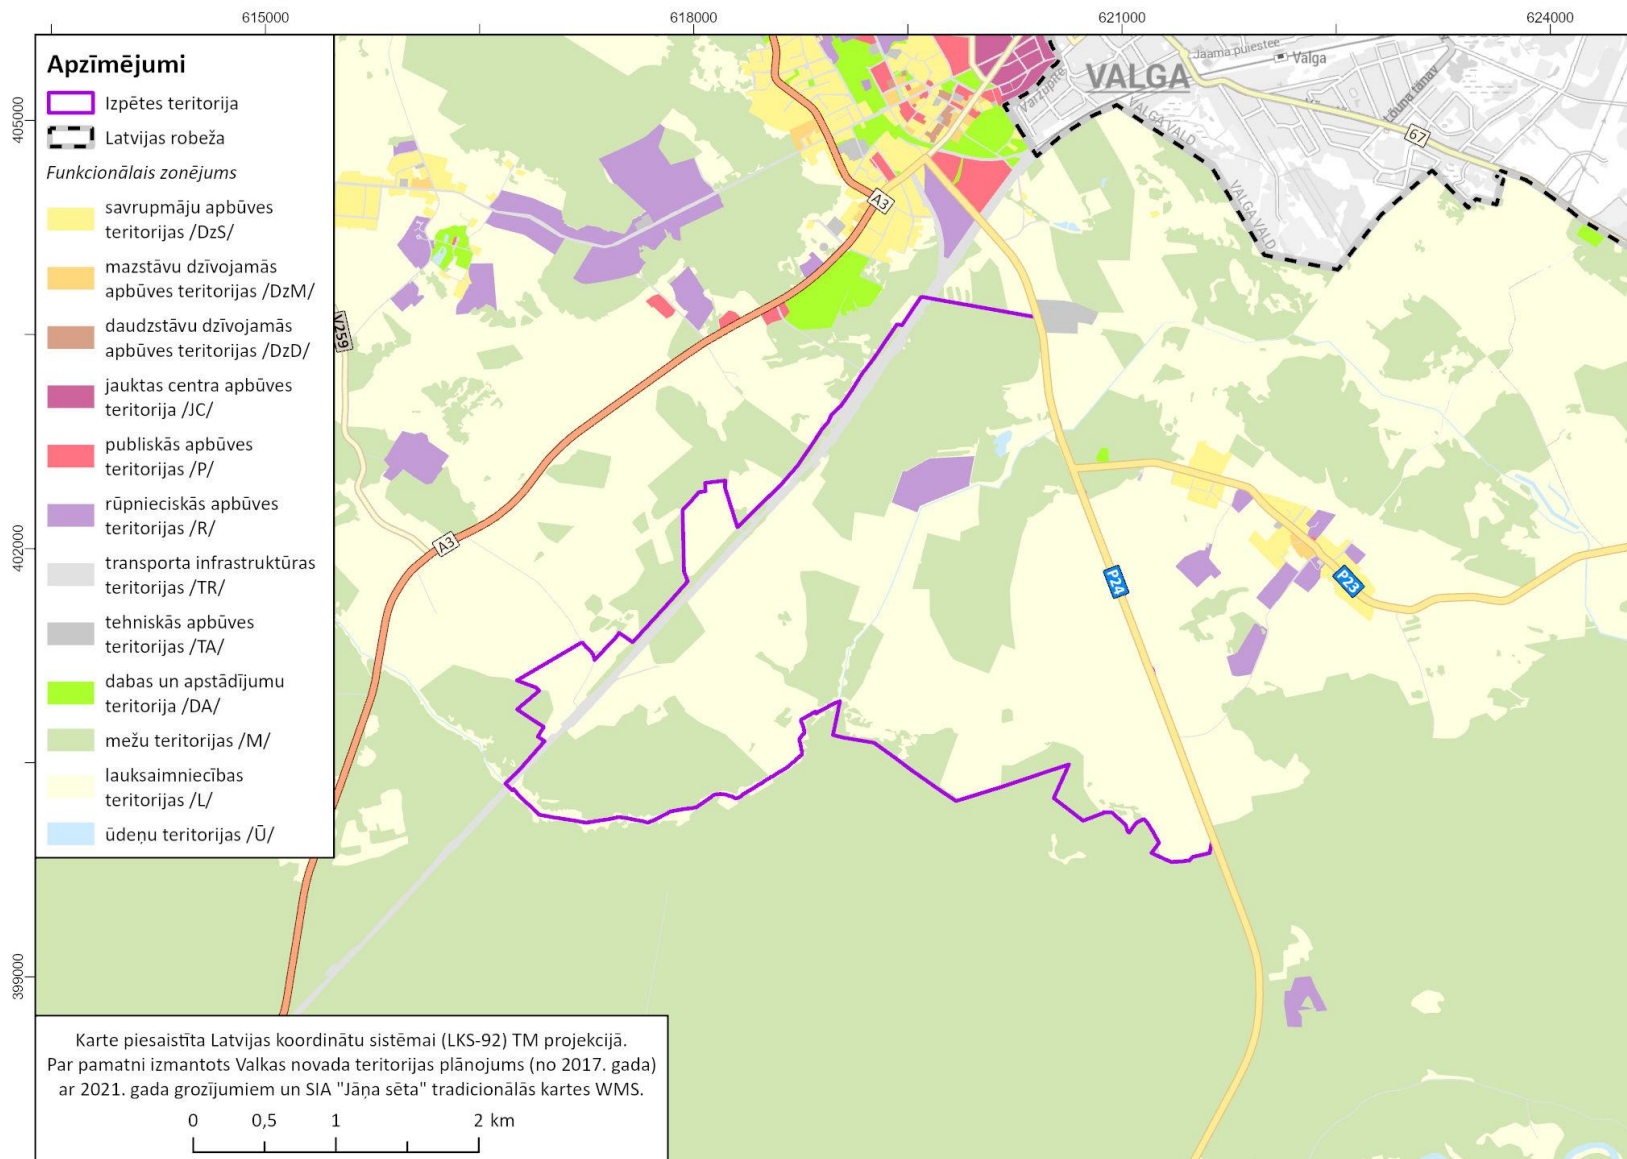 615000
618000
621000
624000
405000
402000
399000
Apzīmējumi
Izpētes teritorija
Latvijas robeža
Funkcionālais zonējums
savrupmāju apbūves
teritorijas /DzS/
mazstāvu dzīvojamās
apbūves teritorijas /DzM/
daudzstāvu dzīvojamās
apbūves teritorijas /DzD/
jauktas centra apbūves
teritorija /JC/
publiskās apbūves
teritorijas /P/
rūpnieciskās apbūves
teritorijas /R/
transporta infrastruktūras
teritorijas /TR/
tehniskās apbūves
teritorijas /TA/
dabas un apstādījumu
teritorija /DA/
mežu teritorijas /M/
lauksaimniecības
teritorijas /L/
ūdeņu teritorijas /Ū/
Jaama puiestee
Valga
VALGA
Varžupīte
VALGA VALD
VALGA VALD
Lõuna tänav
67
A3
V259
A3
P24
P23
Karte piesaistīta Latvijas koordinātu sistēmai (LKS-92) TM projekcijā.
Par pamatni izmantots Valkas novada teritorijas plānojums (no 2017. gada)
ar 2021. gada grozījumiem un SIA "Jāņa sēta" tradicionālās kartes WMS.
0 0,5 1 2 km